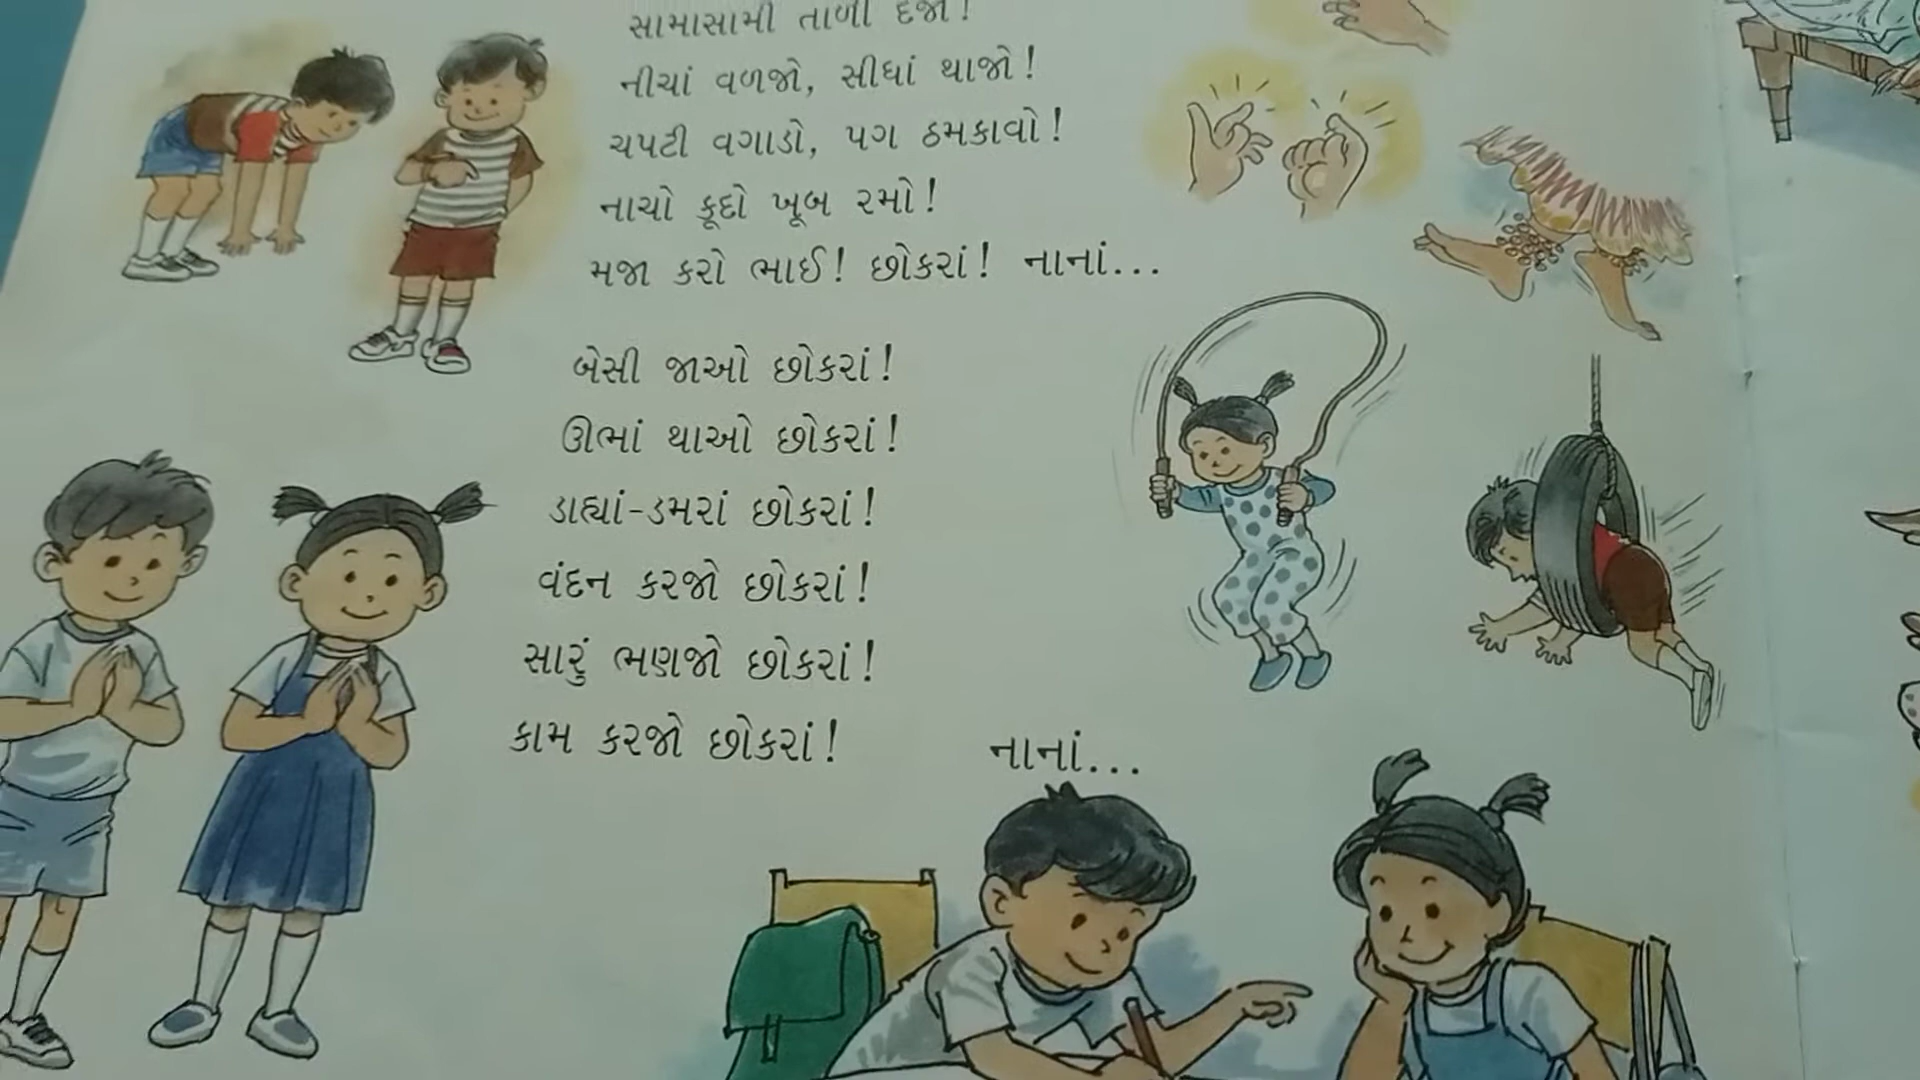 સામાસામી તાળી દેજો!
નીચાં વળજો, સીધાં થાજો!
ચપટી વગાડો, પગ ઠમકાવો!
નાચો કૂદો ખૂબ રમો!
મજા કરો ભાઈ! છોકરાં! નાનાં...
બેસી જાઓ છોકરાં!
ઊભાં થાઓ છોકરાં!
ડાહ્યાં-ડમરાં છોકરાં!
વંદન કરજો છોકરાં!
સારું ભણજો છોકરાં!
કામ કરજો છોકરાં! નાનાં...